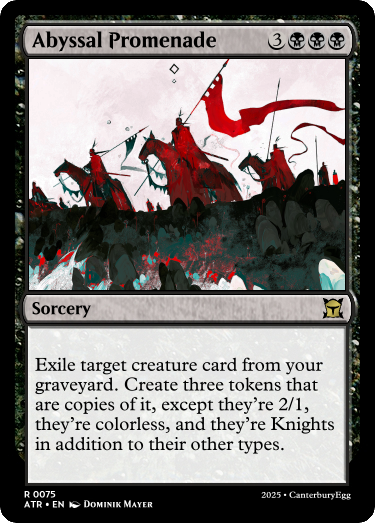 Abyssal Promenade 3
Sorcery
Exile target creature card from your
graveyard. Create three tokens that
are copies of it, except they’re 2/1,
they’re colorless, and they’re Knights
in addition to their other types.
R 0075
ATR • EN DOMINIK MAYER
2025 • CanterburyEgg